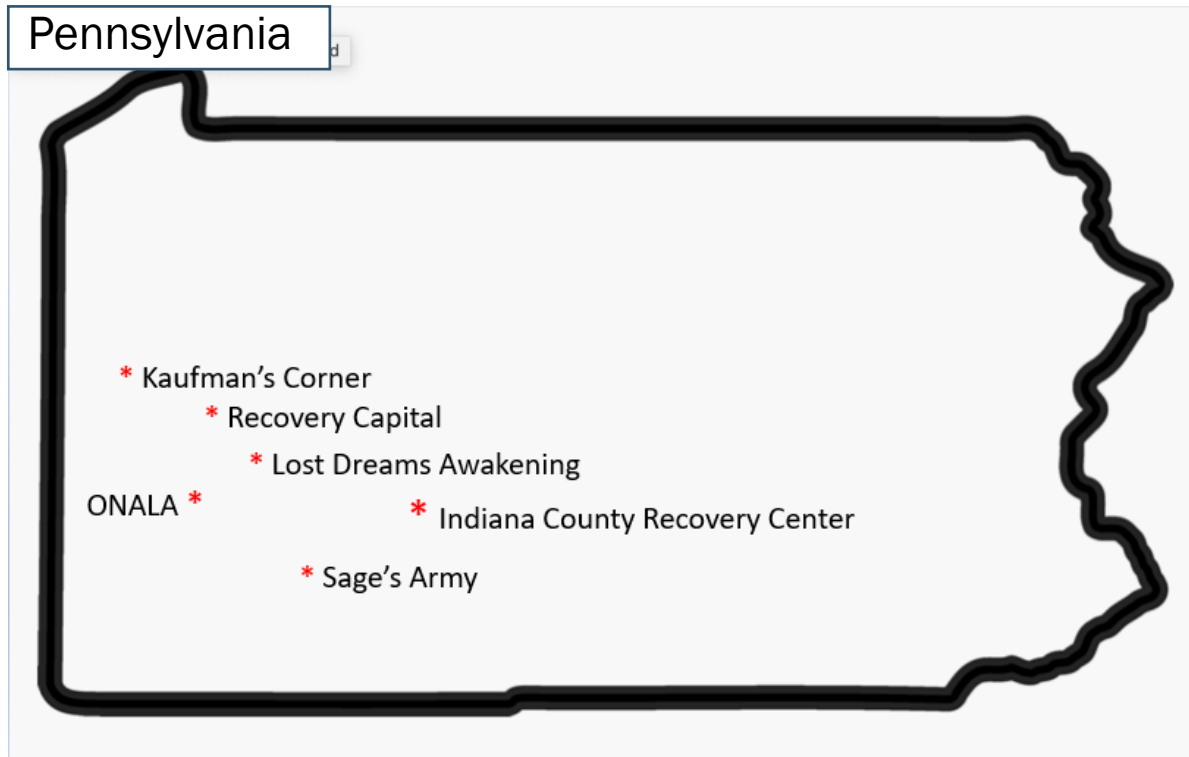 Pennsylvania
d
* Kaufman’s Corner
* Recovery Capital
* Lost Dreams Awakening
ONALA *
* Indiana County Recovery Center
* Sage’s Army